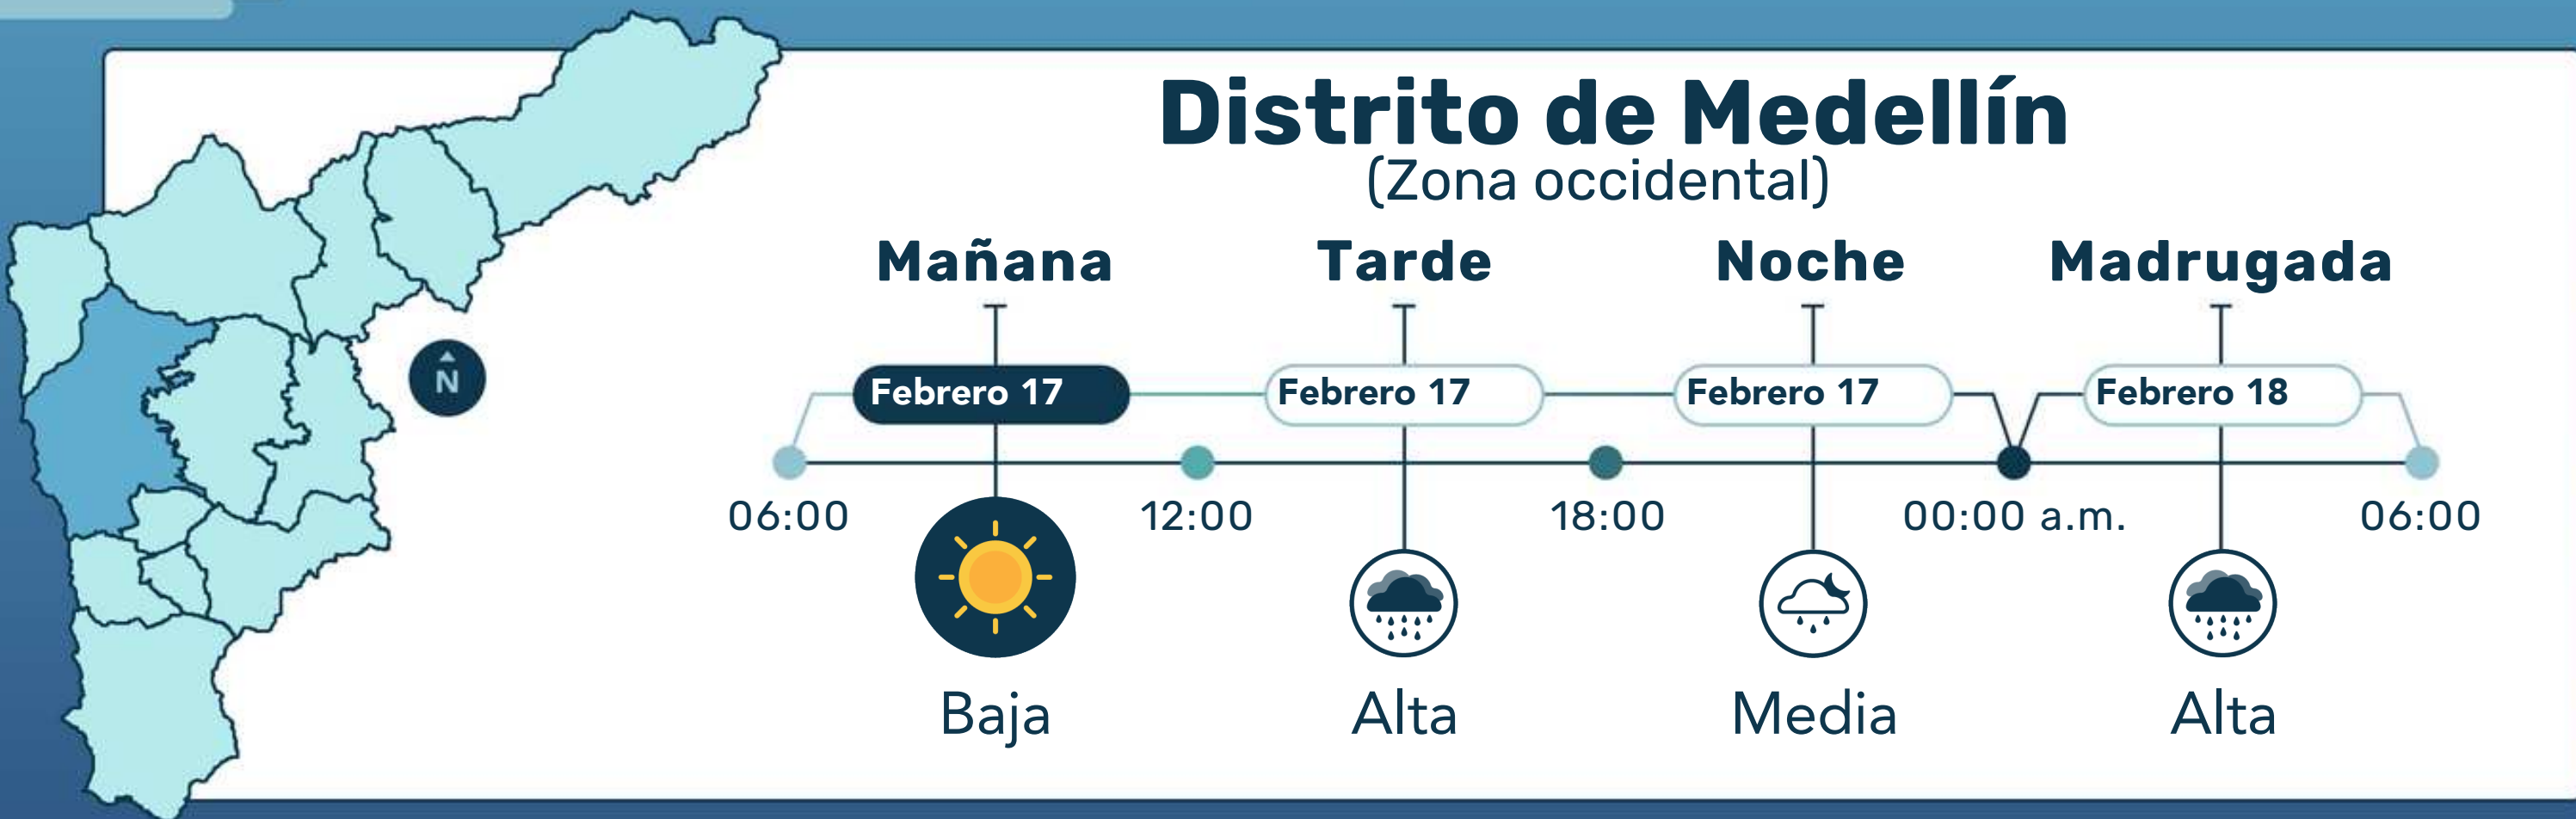 Distrito de Medellín
(Zona occidental)
Mañana Tarde Noche Madrugada
Febrero 17 Febrero 17 Febrero 17 Febrero 18
N
06:00 12:00 18:00 00:00 a.m. 06:00
Baja Alta Media Alta